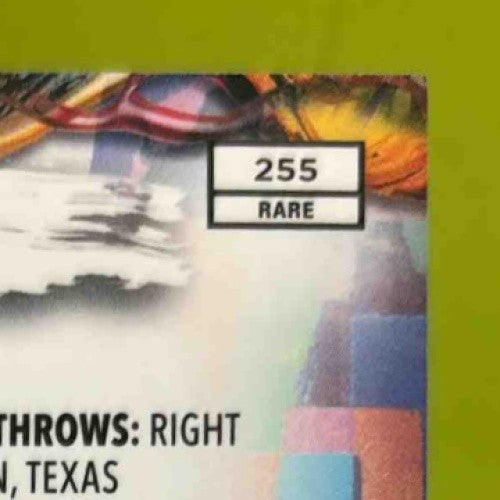 255
RARE
THROWS: RIGHT
N, TEXAS